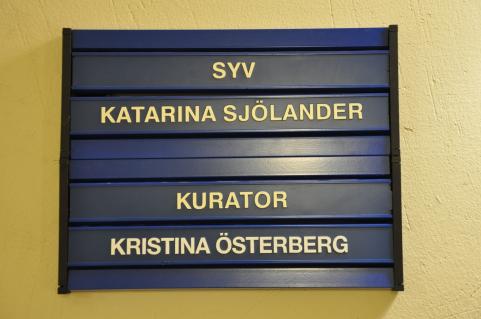 SYV
KATARINA SJÖLANDER
KURATOR
KRISTINA ÖSTERBERG